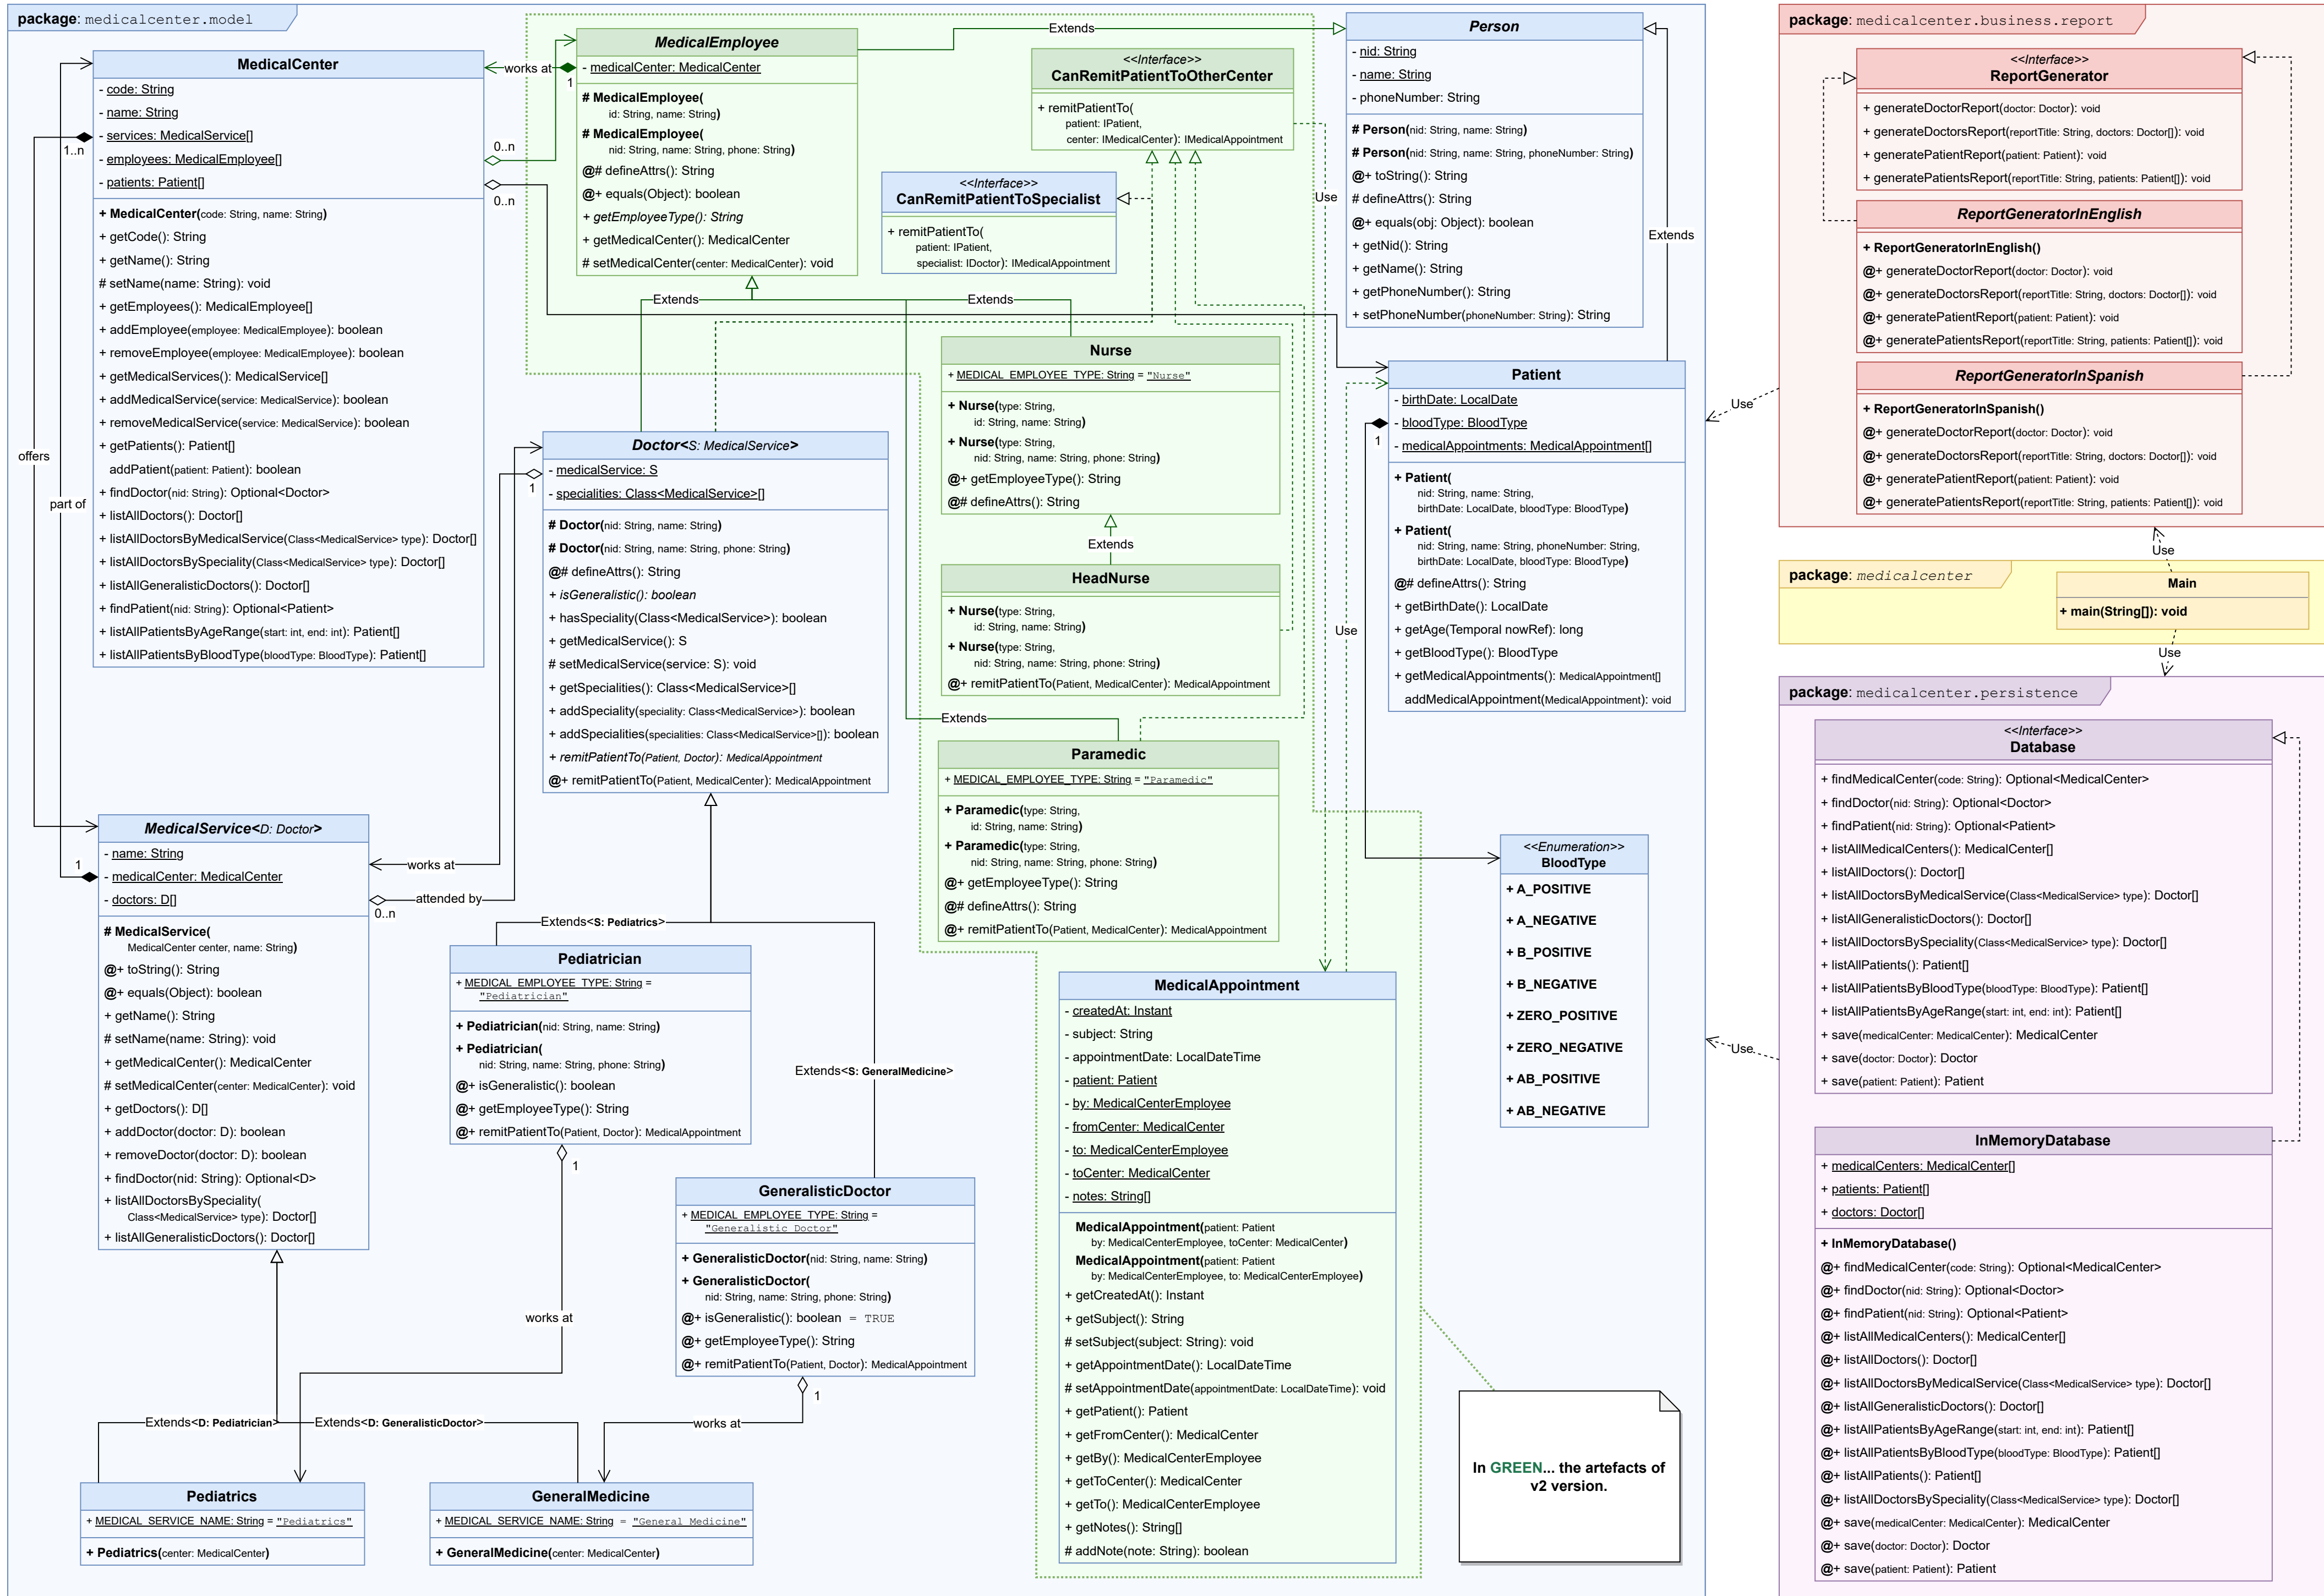 package: medicalcenter.model
MedicalCenter
- code: String
- name: String
- services: MedicalService[]
- employees: MedicalEmployee[]
- patients: Patient[]
+ MedicalCenter(code: String, name: String)
+ getCode(): String
+ getName(): String
# setName(name: String): void
+ getEmployees(): MedicalEmployee[]
+ addEmployee(employee: MedicalEmployee): boolean
+ removeEmployee(employee: MedicalEmployee): boolean
+ getMedicalServices(): MedicalService[]
+ addMedicalService(service: MedicalService): boolean
+ removeMedicalService(service: MedicalService): boolean
+ getPatients(): Patient[]
addPatient(patient: Patient): boolean
+ findDoctor(nid: String): Optional<Doctor>
+ listAllDoctors(): Doctor[]
+ listAllDoctorsByMedicalService(Class<MedicalService> type): Doctor[]
+ listAllDoctorsBySpeciality(Class<MedicalService> type): Doctor[]
+ listAllGeneralisticDoctors(): Doctor[]
+ findPatient(nid: String): Optional<Patient>
+ listAllPatientsByAgeRange(start: int, end: int): Patient[]
+ listAllPatientsByBloodType(bloodType: BloodType): Patient[]
1..n
offers
part of
works at
1
0..n
0..n
MedicalEmployee
- medicalCenter: MedicalCenter
# MedicalEmployee(
id: String, name: String)
# MedicalEmployee(
nid: String, name: String, phone: String)
@# defineAttrs(): String
@+ equals(Object): boolean
+ getEmployeeType(): String
+ getMedicalCenter(): MedicalCenter
# setMedicalCenter(center: MedicalCenter): void
Extends
Extends
Extends
<<Interface>>
CanRemitPatientToOtherCenter
+ remitPatientTo(
patient: IPatient,
center: IMedicalCenter): IMedicalAppointment
<<Interface>>
CanRemitPatientToSpecialist
+ remitPatientTo(
patient: IPatient,
specialist: IDoctor): IMedicalAppointment
Use
Person
- nid: String
- name: String
- phoneNumber: String
# Person(nid: String, name: String)
# Person(nid: String, name: String, phoneNumber: String)
@+ toString(): String
# defineAttrs(): String
@+ equals(obj: Object): boolean
+ getNid(): String
+ getName(): String
+ getPhoneNumber(): String
+ setPhoneNumber(phoneNumber: String): String
Extends
Nurse
+ MEDICAL_EMPLOYEE_TYPE: String = "Nurse"
+ Nurse(type: String,
id: String, name: String)
+ Nurse(type: String,
nid: String, name: String, phone: String)
@+ getEmployeeType(): String
@# defineAttrs(): String
Extends
HeadNurse
+ Nurse(type: String,
id: String, name: String)
+ Nurse(type: String,
nid: String, name: String, phone: String)
@+ remitPatientTo(Patient, MedicalCenter): MedicalAppointment
Extends
Paramedic
+ MEDICAL_EMPLOYEE_TYPE: String = "Paramedic"
+ Paramedic(type: String,
id: String, name: String)
+ Paramedic(type: String,
nid: String, name: String, phone: String)
@+ getEmployeeType(): String
@# defineAttrs(): String
@+ remitPatientTo(Patient, MedicalCenter): MedicalAppointment
Patient
- birthDate: LocalDate
- bloodType: BloodType
- medicalAppointments: MedicalAppointment[]
+ Patient(
nid: String, name: String,
birthDate: LocalDate, bloodType: BloodType)
+ Patient(
nid: String, name: String, phoneNumber: String,
birthDate: LocalDate, bloodType: BloodType)
@# defineAttrs(): String
+ getBirthDate(): LocalDate
+ getAge(Temporal nowRef): long
+ getBloodType(): BloodType
+ getMedicalAppointments(): MedicalAppointment[]
addMedicalAppointment(MedicalAppointment): void
1
Use
Doctor<S: MedicalService>
- medicalService: S
- specialities: Class<MedicalService>[]
# Doctor(nid: String, name: String)
# Doctor(nid: String, name: String, phone: String)
@# defineAttrs(): String
+ isGeneralistic(): boolean
+ hasSpeciality(Class<MedicalService>): boolean
+ getMedicalService(): S
# setMedicalService(service: S): void
+ getSpecialities(): Class<MedicalService>[]
+ addSpeciality(speciality: Class<MedicalService>): boolean
+ addSpecialities(specialities: Class<MedicalService>[]): boolean
+ remitPatientTo(Patient, Doctor): MedicalAppointment
@+ remitPatientTo(Patient, MedicalCenter): MedicalAppointment
1
works at
attended by
0..n
1
MedicalService<D: Doctor>
- name: String
- medicalCenter: MedicalCenter
- doctors: D[]
# MedicalService(
MedicalCenter center, name: String)
@+ toString(): String
@+ equals(Object): boolean
+ getName(): String
# setName(name: String): void
+ getMedicalCenter(): MedicalCenter
# setMedicalCenter(center: MedicalCenter): void
+ getDoctors(): D[]
+ addDoctor(doctor: D): boolean
+ removeDoctor(doctor: D): boolean
+ findDoctor(nid: String): Optional<D>
+ listAllDoctorsBySpeciality(
Class<MedicalService> type): Doctor[]
+ listAllGeneralisticDoctors(): Doctor[]
Extends<S: Pediatrics>
Extends<S: GeneralMedicine>
Pediatrician
+ MEDICAL_EMPLOYEE_TYPE: String =
"Pediatrician"
+ Pediatrician(nid: String, name: String)
+ Pediatrician(
nid: String, name: String, phone: String)
@+ isGeneralistic(): boolean
@+ getEmployeeType(): String
@+ remitPatientTo(Patient, Doctor): MedicalAppointment
1
works at
GeneralisticDoctor
+ MEDICAL_EMPLOYEE_TYPE: String =
"Generalistic Doctor"
+ GeneralisticDoctor(nid: String, name: String)
+ GeneralisticDoctor(
nid: String, name: String, phone: String)
@+ isGeneralistic(): boolean = TRUE
@+ getEmployeeType(): String
@+ remitPatientTo(Patient, Doctor): MedicalAppointment
1
works at
Extends<D: Pediatrician>
Extends<D: GeneralisticDoctor>
Pediatrics
+ MEDICAL_SERVICE_NAME: String = "Pediatrics"
+ Pediatrics(center: MedicalCenter)
GeneralMedicine
+ MEDICAL_SERVICE_NAME: String = "General Medicine"
+ GeneralMedicine(center: MedicalCenter)
MedicalAppointment
- createdAt: Instant
- subject: String
- appointmentDate: LocalDateTime
- patient: Patient
- by: MedicalCenterEmployee
- fromCenter: MedicalCenter
- to: MedicalCenterEmployee
- toCenter: MedicalCenter
- notes: String[]
MedicalAppointment(patient: Patient
by: MedicalCenterEmployee, toCenter: MedicalCenter)
MedicalAppointment(patient: Patient
by: MedicalCenterEmployee, to: MedicalCenterEmployee)
+ getCreatedAt(): Instant
+ getSubject(): String
# setSubject(subject: String): void
+ getAppointmentDate(): LocalDateTime
# setAppointmentDate(appointmentDate: LocalDateTime): void
+ getPatient(): Patient
+ getFromCenter(): MedicalCenter
+ getBy(): MedicalCenterEmployee
+ getToCenter(): MedicalCenter
+ getTo(): MedicalCenterEmployee
+ getNotes(): String[]
# addNote(note: String): boolean
<<Enumeration>>
BloodType
+ A_POSITIVE
+ A_NEGATIVE
+ B_POSITIVE
+ B_NEGATIVE
+ ZERO_POSITIVE
+ ZERO_NEGATIVE
+ AB_POSITIVE
+ AB_NEGATIVE
In GREEN... the artefacts of
v2 version.
package: medicalcenter.business.report
<<Interface>>
ReportGenerator
+ generateDoctorReport(doctor: Doctor): void
+ generateDoctorsReport(reportTitle: String, doctors: Doctor[]): void
+ generatePatientReport(patient: Patient): void
+ generatePatientsReport(reportTitle: String, patients: Patient[]): void
ReportGeneratorInEnglish
+ ReportGeneratorInEnglish()
@+ generateDoctorReport(doctor: Doctor): void
@+ generateDoctorsReport(reportTitle: String, doctors: Doctor[]): void
@+ generatePatientReport(patient: Patient): void
@+ generatePatientsReport(reportTitle: String, patients: Patient[]): void
ReportGeneratorInSpanish
+ ReportGeneratorInSpanish()
@+ generateDoctorReport(doctor: Doctor): void
@+ generateDoctorsReport(reportTitle: String, doctors: Doctor[]): void
@+ generatePatientReport(patient: Patient): void
@+ generatePatientsReport(reportTitle: String, patients: Patient[]): void
Use
Use
package: medicalcenter
Main
+ main(String[]): void
Use
package: medicalcenter.persistence
<<Interface>>
Database
+ findMedicalCenter(code: String): Optional<MedicalCenter>
+ findDoctor(nid: String): Optional<Doctor>
+ findPatient(nid: String): Optional<Patient>
+ listAllMedicalCenters(): MedicalCenter[]
+ listAllDoctors(): Doctor[]
+ listAllDoctorsByMedicalService(Class<MedicalService> type): Doctor[]
+ listAllGeneralisticDoctors(): Doctor[]
+ listAllDoctorsBySpeciality(Class<MedicalService> type): Doctor[]
+ listAllPatients(): Patient[]
+ listAllPatientsByBloodType(bloodType: BloodType): Patient[]
+ listAllPatientsByAgeRange(start: int, end: int): Patient[]
+ save(medicalCenter: MedicalCenter): MedicalCenter
+ save(doctor: Doctor): Doctor
+ save(patient: Patient): Patient
Use
InMemoryDatabase
+ medicalCenters: MedicalCenter[]
+ patients: Patient[]
+ doctors: Doctor[]
+ InMemoryDatabase()
@+ findMedicalCenter(code: String): Optional<MedicalCenter>
@+ findDoctor(nid: String): Optional<Doctor>
@+ findPatient(nid: String): Optional<Patient>
@+ listAllMedicalCenters(): MedicalCenter[]
@+ listAllDoctors(): Doctor[]
@+ listAllDoctorsByMedicalService(Class<MedicalService> type): Doctor[]
@+ listAllGeneralisticDoctors(): Doctor[]
@+ listAllPatientsByAgeRange(start: int, end: int): Patient[]
@+ listAllPatientsByBloodType(bloodType: BloodType): Patient[]
@+ listAllPatients(): Patient[]
@+ listAllDoctorsBySpeciality(Class<MedicalService> type): Doctor[]
@+ save(medicalCenter: MedicalCenter): MedicalCenter
@+ save(doctor: Doctor): Doctor
@+ save(patient: Patient): Patient